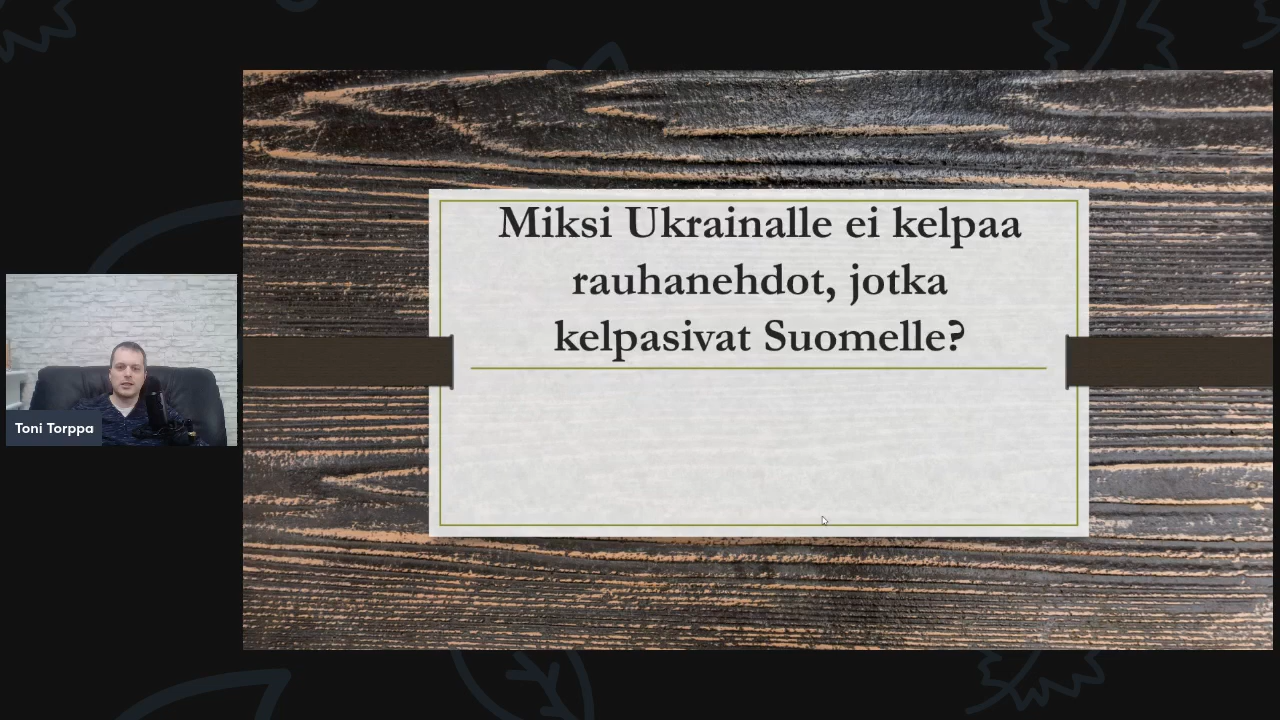 Miksi Ukrainalle ei kelpaa
rauhanehdot, jotka
kelpasivat Suomelle?
Toni Torppa